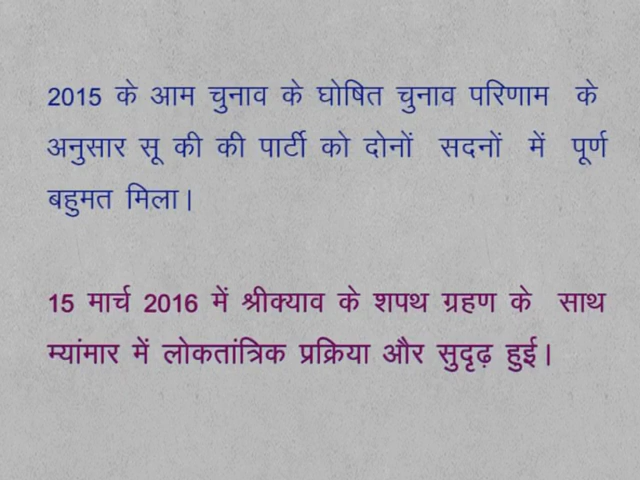 2015 के आम चुनाव के घोषित चुनाव परिणाम के
अनुसार सू की की पार्टी को दोनों सदनों में पूर्ण
बहुमत मिला।
15 मार्च 2016 में श्रीक्याव के शपथ ग्रहण के साथ
म्यांमार में लोकतांत्रिक प्रक्रिया और सुदृढ़ हुई।